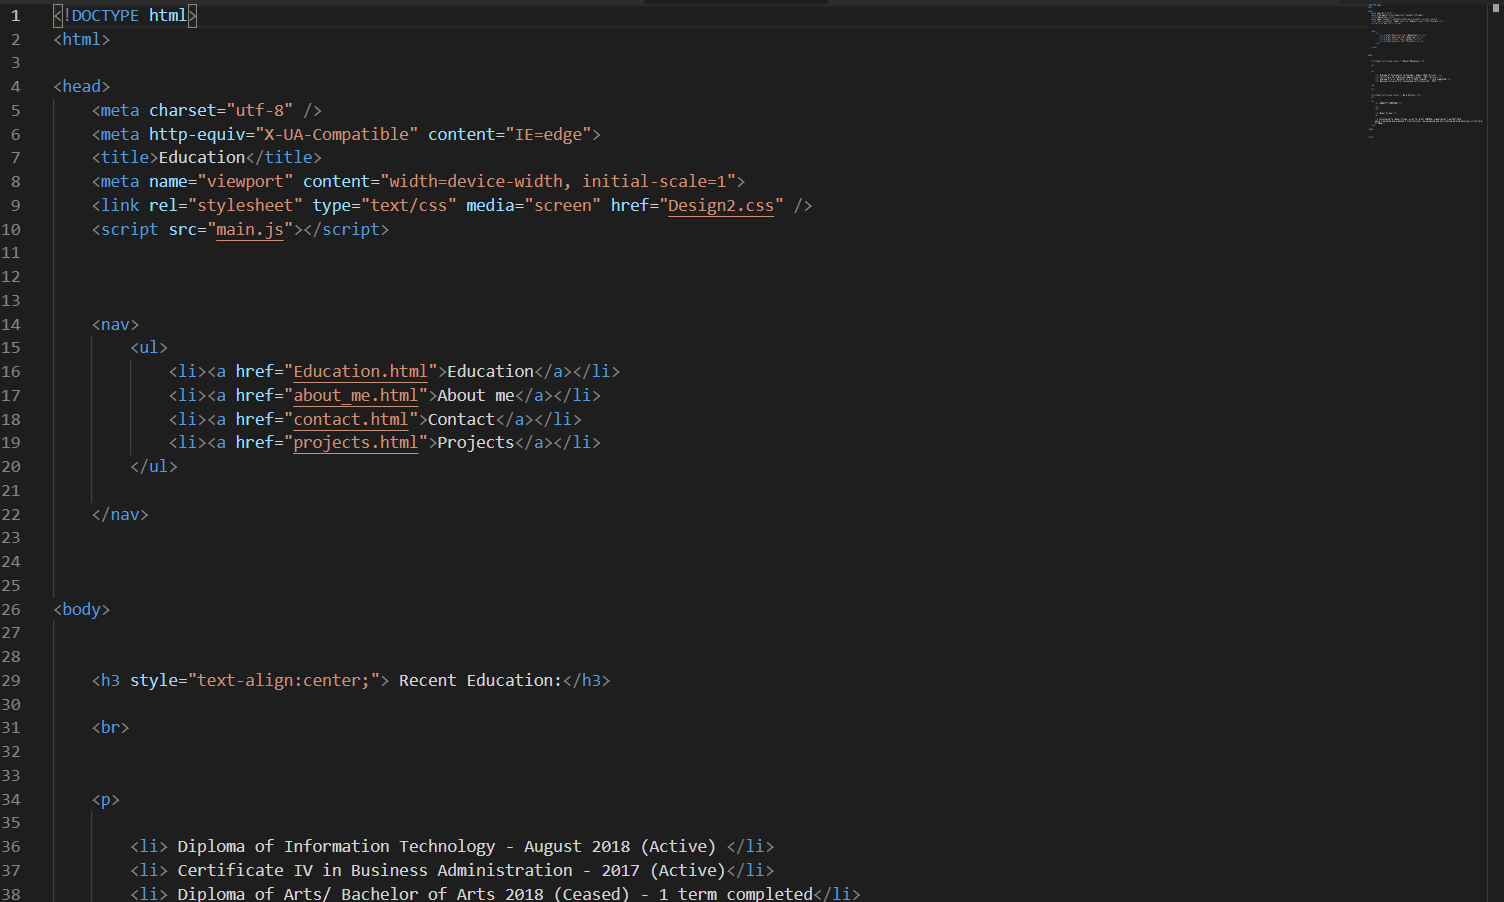 1 <!DOCTYPE html>
2 <html>
3
4 <head>
5 <meta charset="utf-8" />
6 <meta http-equiv="X-UA-Compatible" content="IE=edge">
7 <title>Education</title>
8 <meta name="viewport" content="width=device-width, initial-scale=1">
9 <link rel="stylesheet" type="text/css" media="screen" href="Design2.css" />
10 <script src="main.js"></script>
11
12
13
14 <nav>
15 <ul>
16 <li><a href="Education.html">Education</a></li>
17 <li><a href="about_me.html">About me</a></li>
18 <li><a href="contact.html">Contact</a></li>
19 <li><a href="projects.html">Projects</a></li>
20 </ul>
21
22 </nav>
23
24
25
26 <body>
27
28
29 <h3 style="text-align:center;"> Recent Education:</h3>
30
31 <br>
32
33
34 <p>
35
36 <li> Diploma of Information Technology - August 2018 (Active) </li>
37 <li> Certificate IV in Business Administration - 2017 (Active)</li>
38 <li> Diploma of Arts/ Bachelor of Arts 2018 (Ceased) - 1 term completed</li>